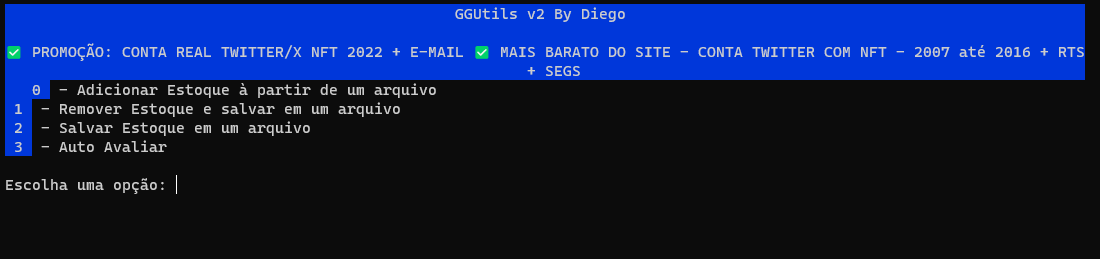 GGUtils v2 By Diego
✅ PROMOÇÃO: CONTA REAL TWITTER/X NFT 2022 + E-MAIL ✅ MAIS BARATO DO SITE - CONTA TWITTER COM NFT - 2007 até 2016 + RTS
+ SEGS
0 - Adicionar Estoque à partir de um arquivo
1 - Remover Estoque e salvar em um arquivo
2 - Salvar Estoque em um arquivo
3 - Auto Avaliar
Escolha uma opção: